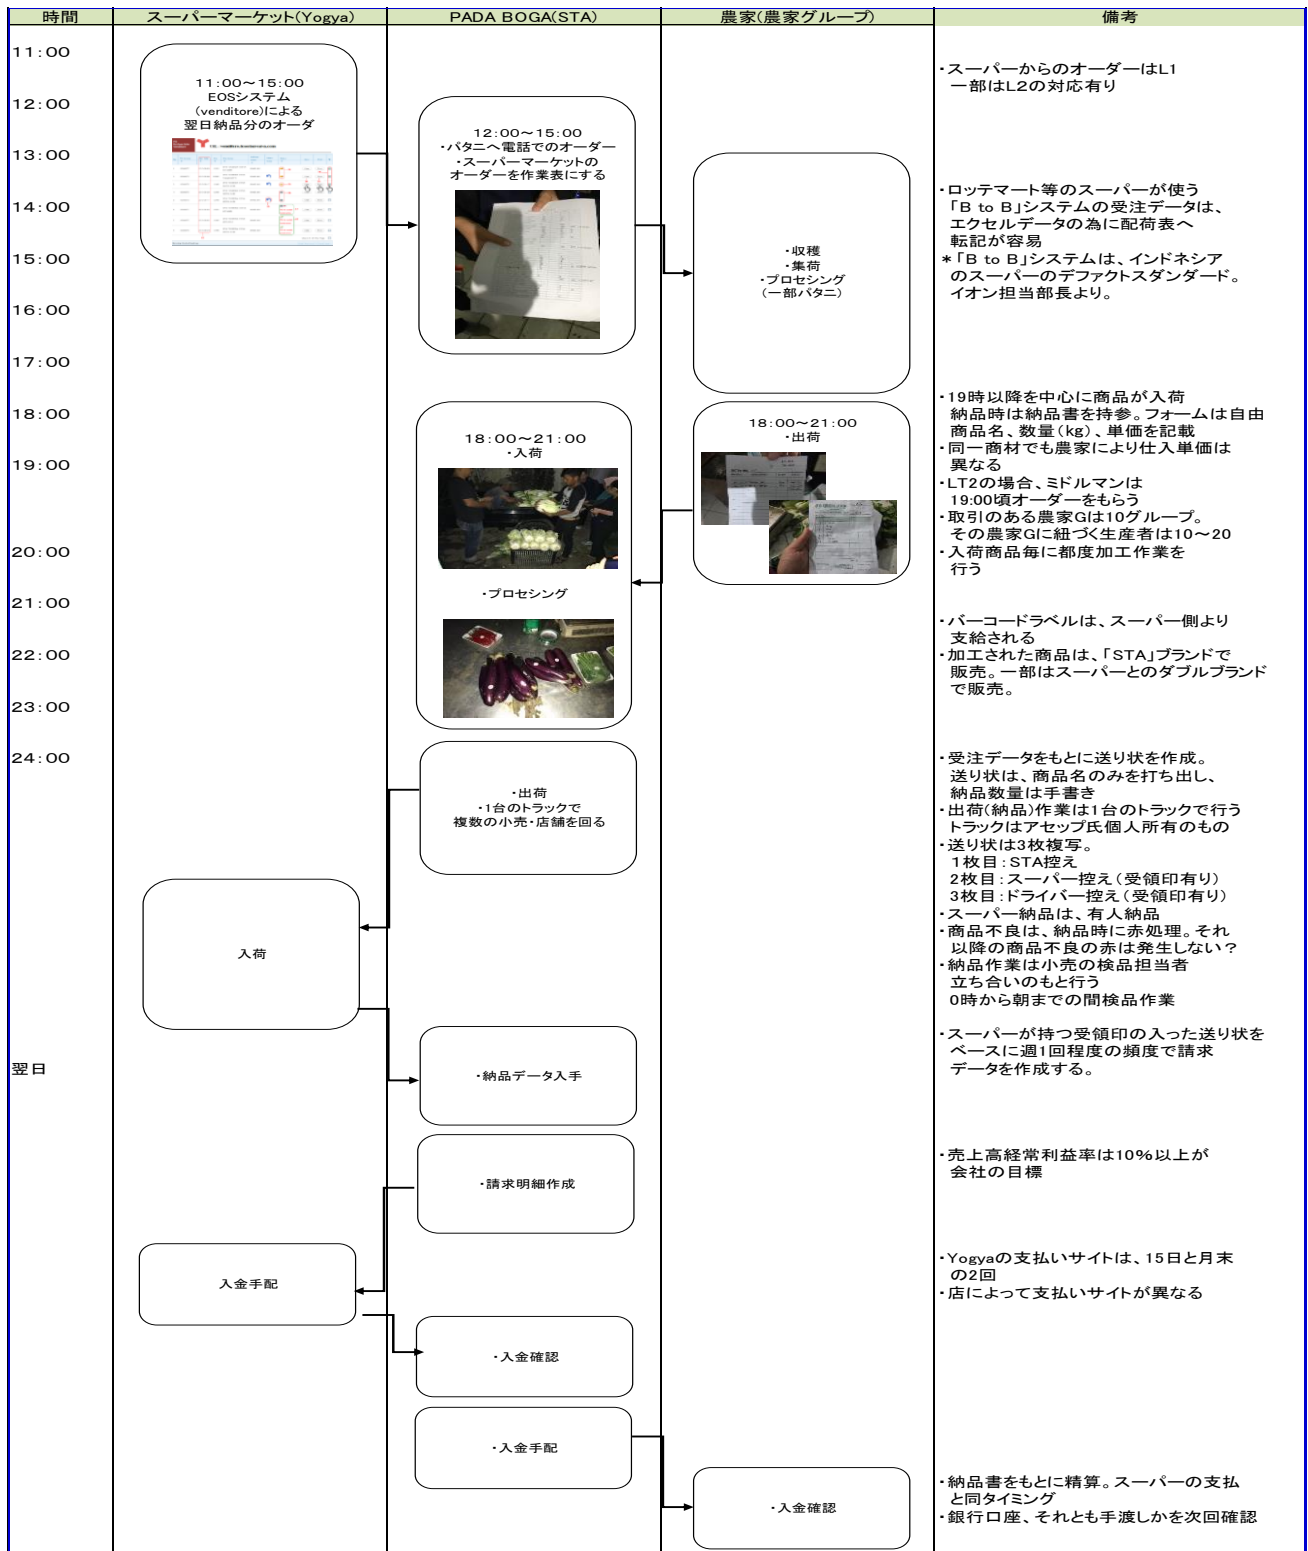 時間
スーパーマーケット(Yogya)
PADA BOGA(STA)
農家(農家グループ)
備考
11:00
12:00
13:00
14:00
15:00
16:00
17:00
18:00
19:00
20:00
21:00
22:00
23:00
24:00
翌日
11:00～15:00
EOSシステム
(venditore)による
翌日納品分のオーダ
12:00～15:00
・パタニへ電話でのオーダー
・スーパーマーケットの
オーダーを作業表にする
・収穫
・集荷
・プロセシング
(一部パタニ)
18:00～21:00
・入荷
・プロセシング
18:00～21:00
・出荷
・出荷
・1台のトラックで
複数の小売・店舗を回る
入荷
・納品データ入手
・請求明細作成
入金手配
・入金確認
・入金手配
・入金確認
・スーパーからのオーダーはL1
一部はL2の対応有り
・ロッテマート等のスーパーが使う
「B to B」システムの受注データは、
エクセルデータの為に配荷表へ
転記が容易
＊「B to B」システムは、インドネシア
のスーパーのデファクトスタンダード。
イオン担当部長より。
・19時以降を中心に商品が入荷
納品時は納品書を持参。フォームは自由
商品名、数量(kg)、単価を記載
・同一商材でも農家により仕入単価は
異なる
・LT2の場合、ミドルマンは
19:00頃オーダーをもらう
・取引のある農家Gは10グループ。
その農家Gに紐づく生産者は10～20
・入荷商品毎に都度加工作業を
行う
・バーコードラベルは、スーパー側より
支給される
・加工された商品は、「STA」ブランドで
販売。一部はスーパーとのダブルブランド
で販売。
・受注データをもとに送り状を作成。
送り状は、商品名のみを打ち出し、
納品数量は手書き
・出荷(納品)作業は1台のトラックで行う
トラックはアセップ氏個人所有のもの
・送り状は3枚複写。
1枚目：STA控え
2枚目：スーパー控え(受領印有り)
3枚目：ドライバー控え(受領印有り)
・スーパー納品は、有人納品
・商品不良は、納品時に赤処理。それ
以降の商品不良の赤は発生しない？
・納品作業は小売の検品担当者
立ち合いのもと行う
0時から朝までの間検品作業
・スーパーが持つ受領印の入った送り状を
ベースに週1回程度の頻度で請求
データを作成する。
・売上高経常利益率は10%以上が
会社の目標
・Yogyaの支払いサイトは、15日と月末
の2回
・店によって支払いサイトが異なる
・納品書をもとに精算。スーパーの支払
と同タイミング
・銀行口座、それとも手渡しかを次回確認